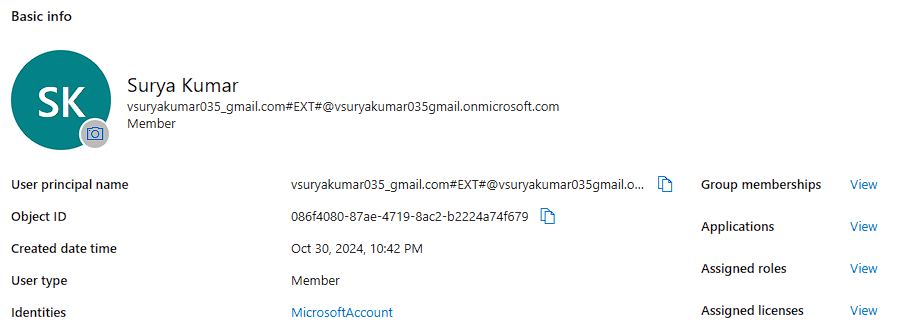 Basic info
SK
Surya Kumar
vsuryakumar035_gmail.com#EXT#@vsuryakumar035gmail.onmicrosoft.com
Member
User principal name vsuryakumar035_gmail.com#EXT#@vsuryakumar035gmail.o... Group memberships View
Object ID 086f4080-87ae-4719-8ac2-b2224a74f679
Applications View
Created date time Oct 30, 2024, 10:42 PM
Assigned roles View
User type Member
Identities MicrosoftAccount Assigned licenses View